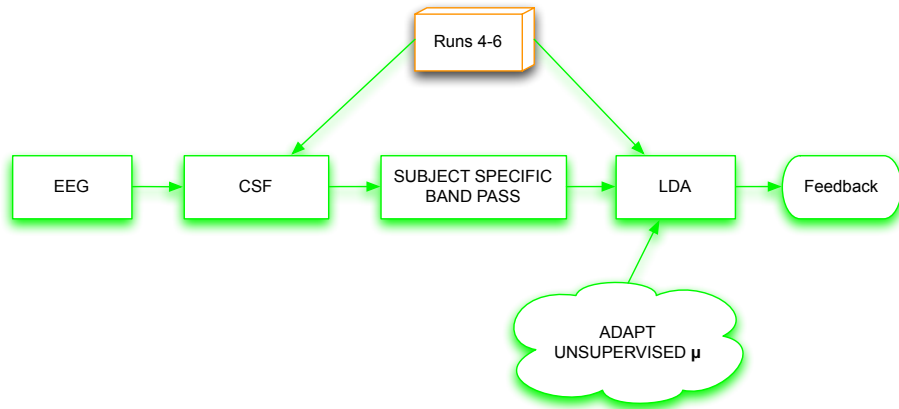 Runs 4-6
EEG
CSF
SUBJECT SPECIFIC
BAND PASS
LDA
Feedback
ADAPT
UNSUPERVISED μ